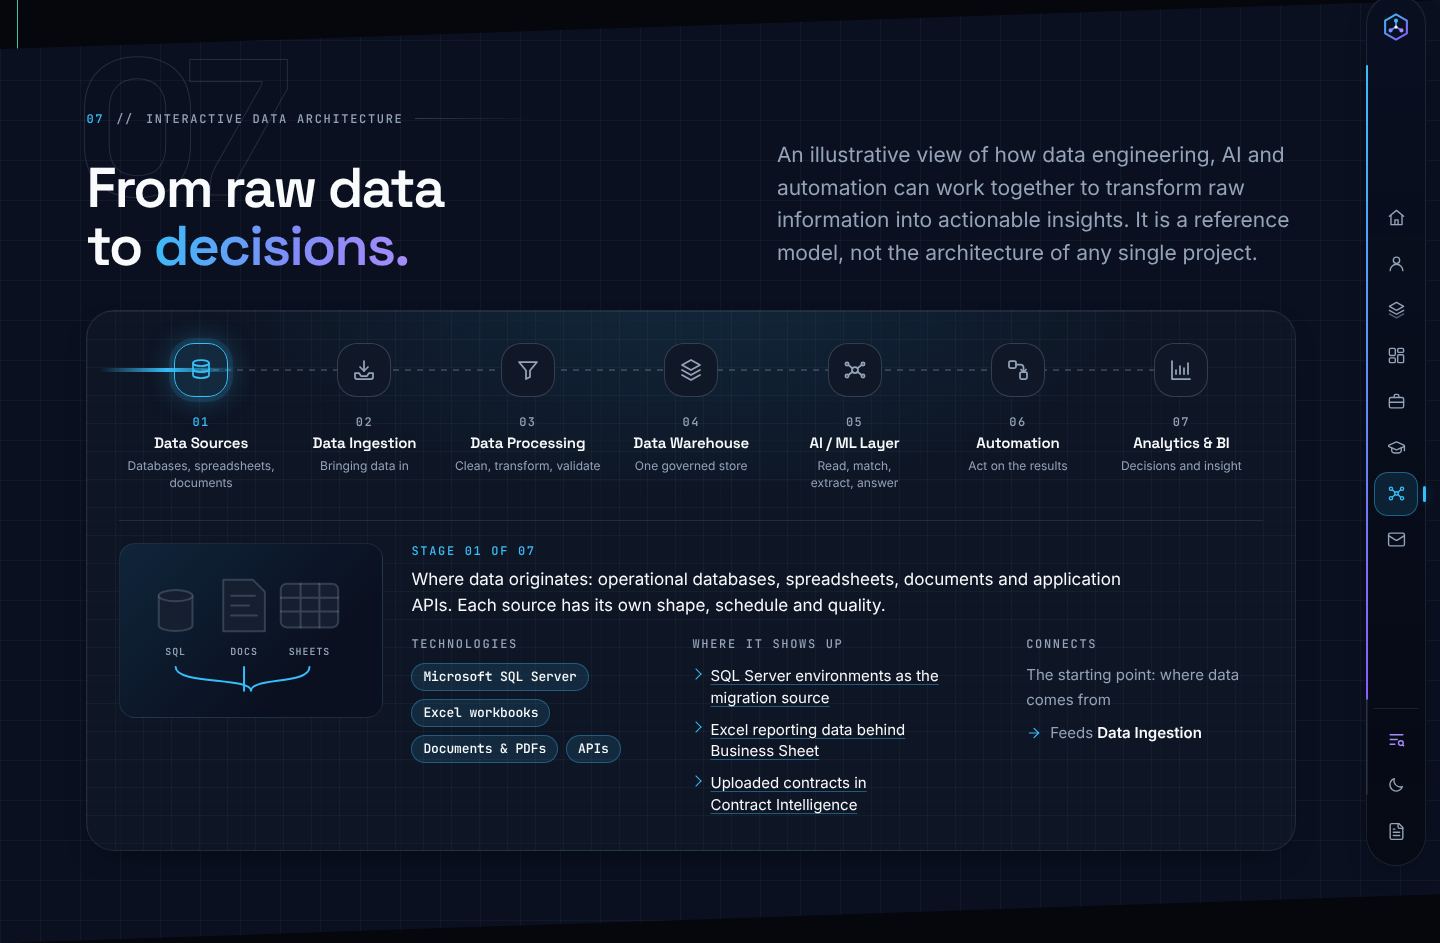 07
07 // INTERACTIVE DATA ARCHITECTURE
From raw data
to decisions.
An illustrative view of how data engineering, AI and
automation can work together to transform raw
information into actionable insights. It is a reference
model, not the architecture of any single project.
01
Data Sources
Databases, spreadsheets,
documents
02
Data Ingestion
Bringing data in
03
Data Processing
Clean, transform, validate
04
Data Warehouse
One governed store
05
AI / ML Layer
Read, match,
extract, answer
06
Automation
Act on the results
07
Analytics & BI
Decisions and insight
SQL DOCS SHEETS
STAGE 01 OF 07
Where data originates: operational databases, spreadsheets, documents and application
APIs. Each source has its own shape, schedule and quality.
TECHNOLOGIES
Microsoft SQL Server
Excel workbooks
Documents & PDFs APIs
WHERE IT SHOWS UP
SQL Server environments as the
migration source
Excel reporting data behind
Business Sheet
Uploaded contracts in
Contract Intelligence
CONNECTS
The starting point: where data
comes from
Feeds Data Ingestion